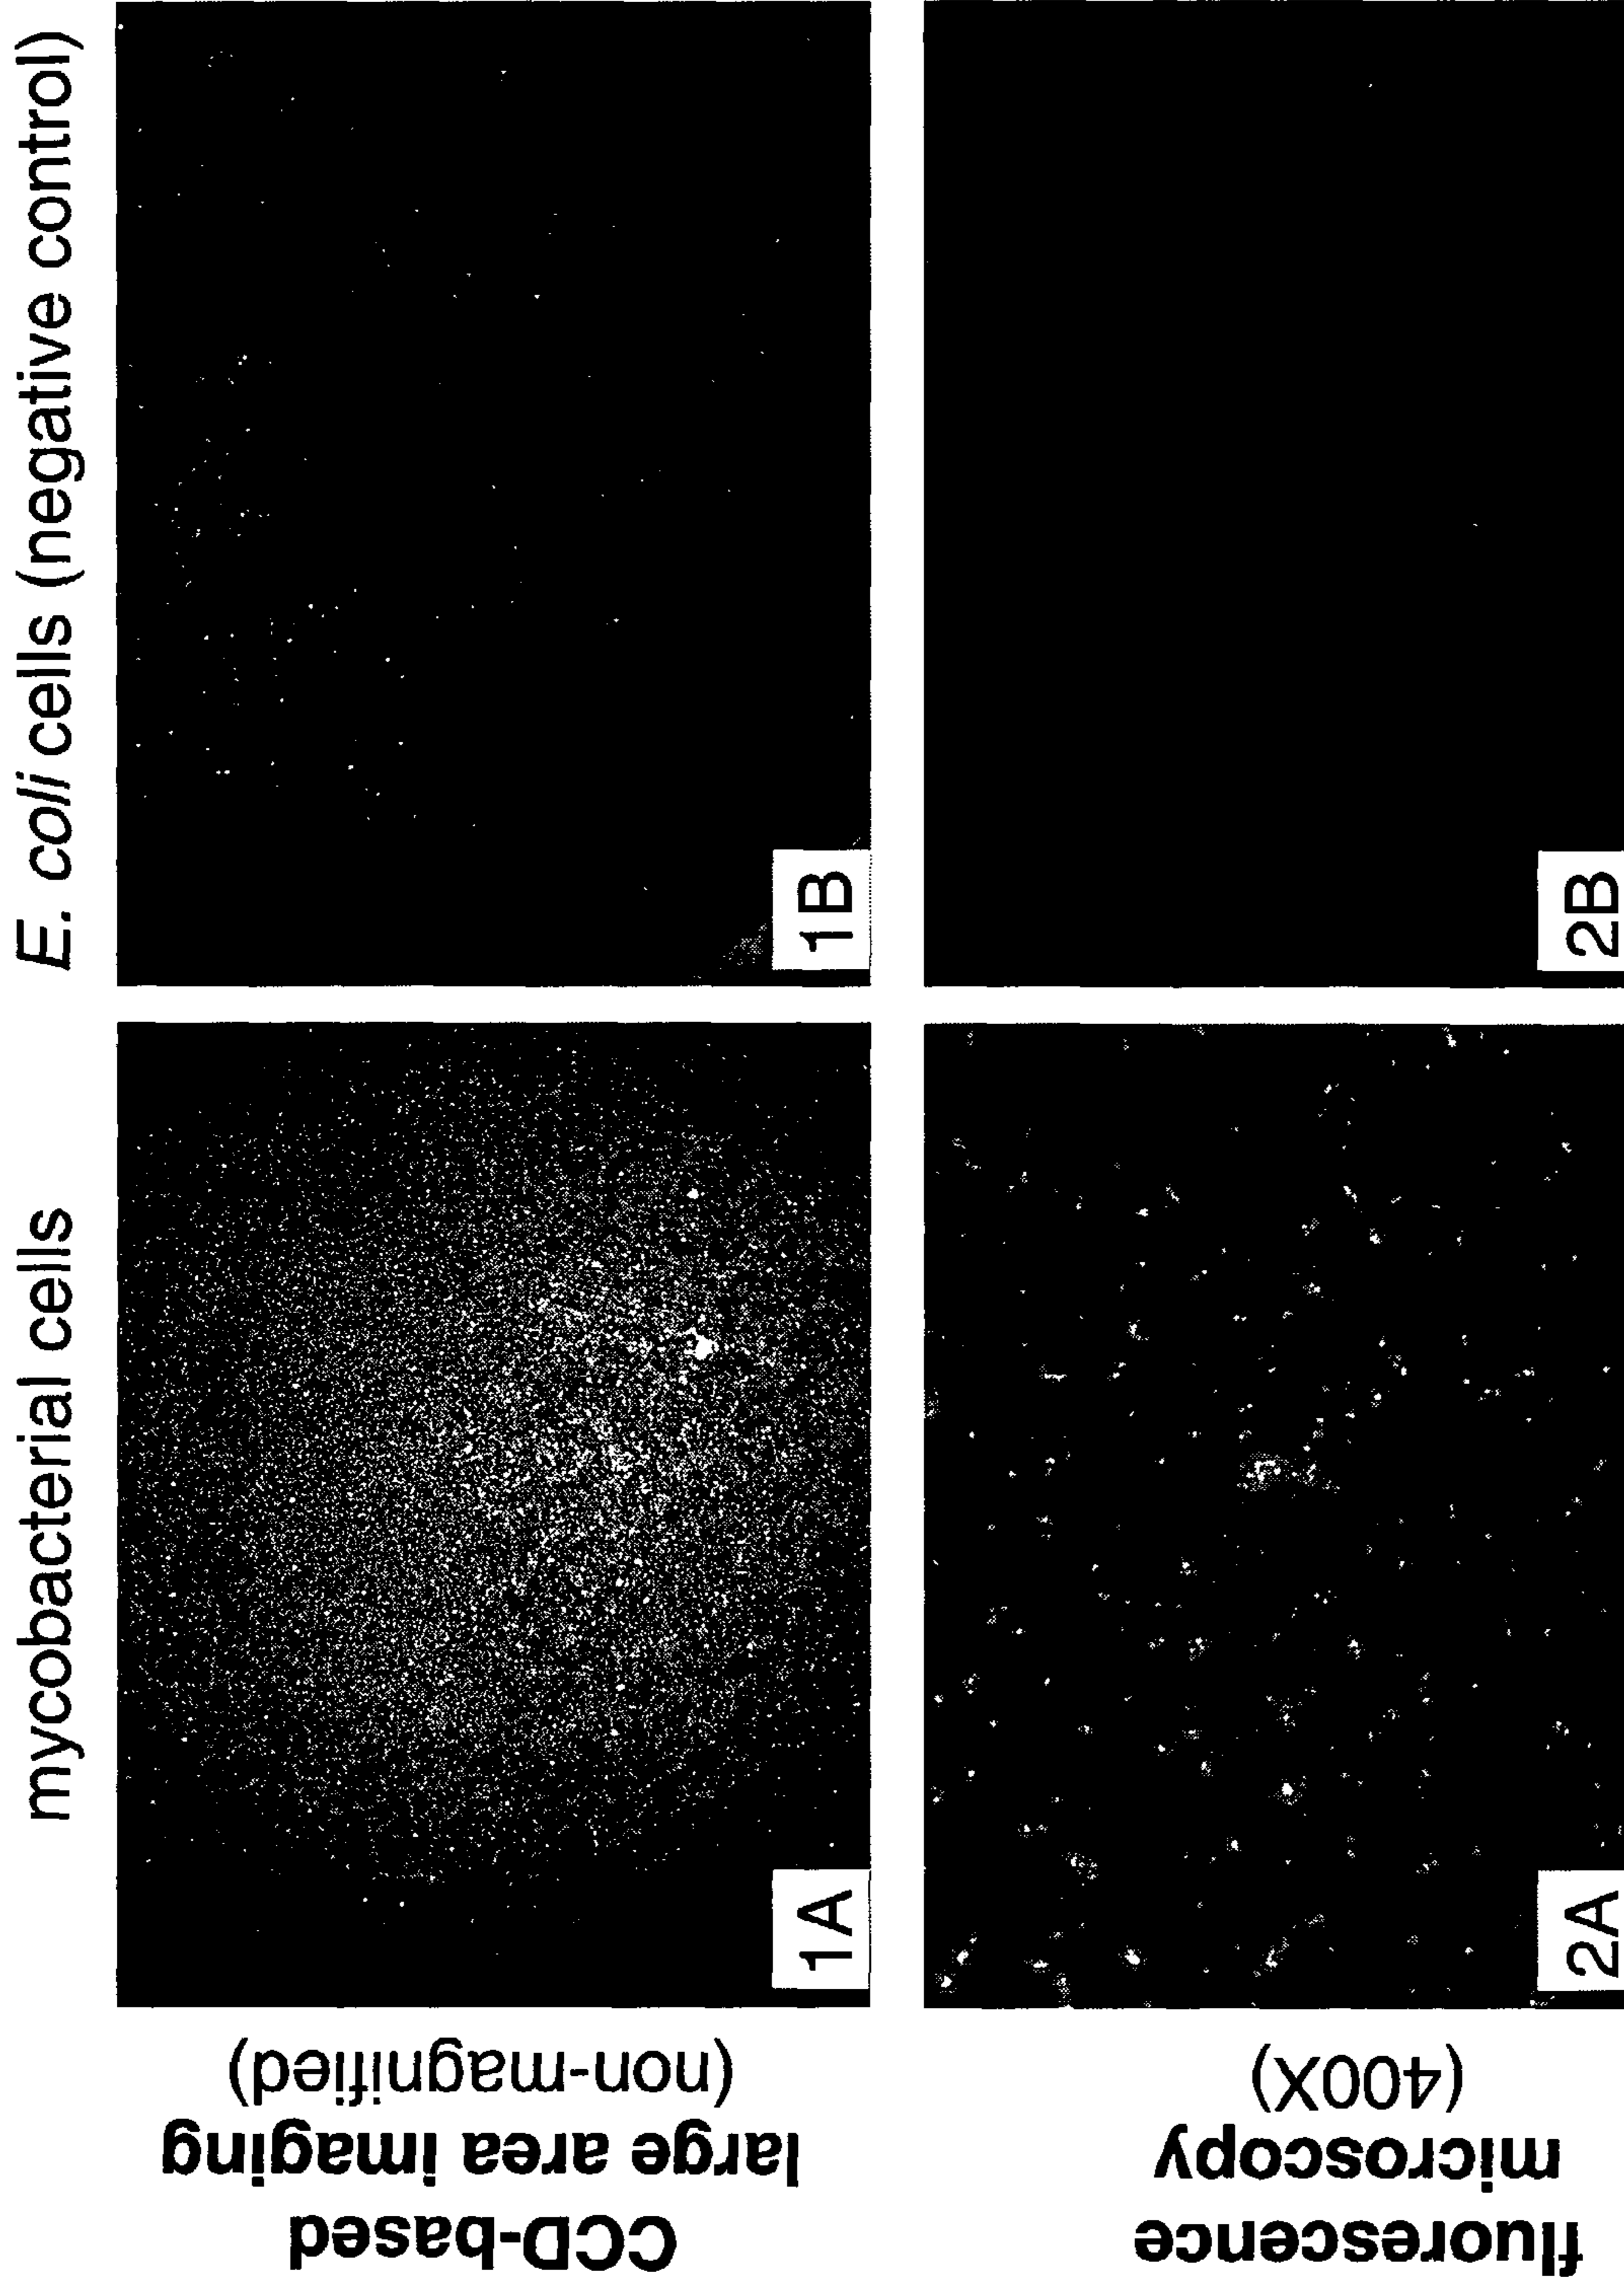 mycobacterial cells
E. coli cells (negative control)
CCD-based
large area imaging
(non-magnified)
1A
1B
fluorescence
microscopy
(400X)
2A
2B